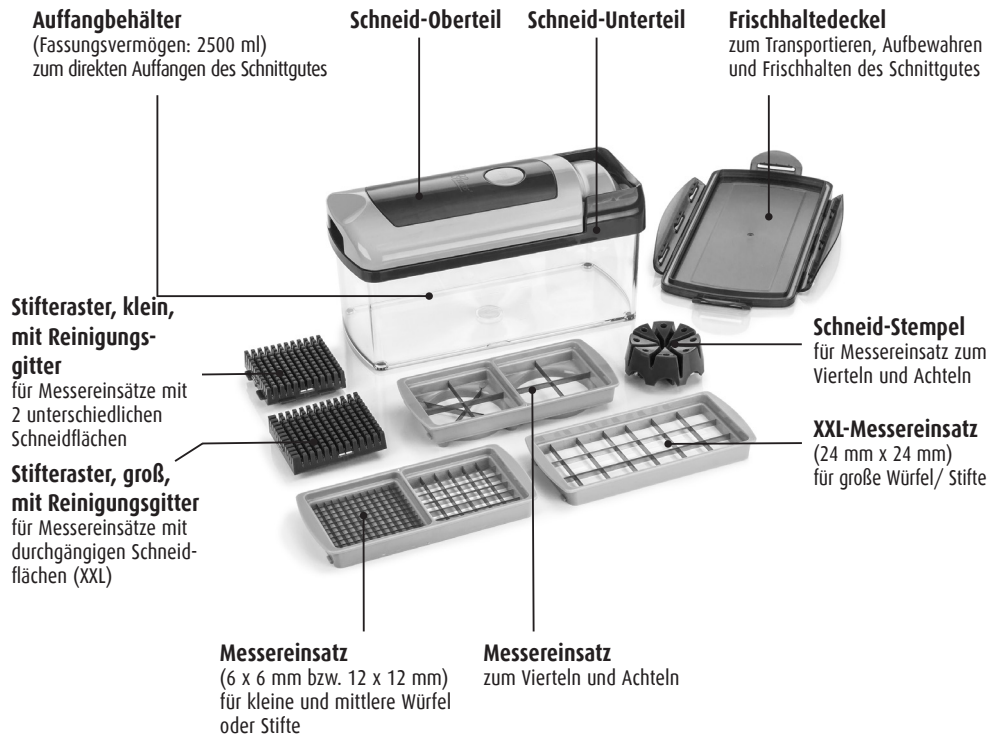 Auffangbehälter
(Fassungsvermögen: 2500 ml)
zum direkten Auffangen des Schnittgutes
Schneid-Oberteil
Schneid-Unterteil
Frischhaltedeckel
zum Transportieren, Aufbewahren
und Frischhalten des Schnittgutes
Stifteraster, klein,
mit Reinigungs-
gitter
für Messereinsätze mit
2 unterschiedlichen
Schneidflächen
Stifteraster, groß,
mit Reinigungsgitter
für Messereinsätze mit
durchgängigen Schneid-
flächen (XXL)
Schneid-Stempel
für Messereinsatz zum
Vierteln und Achteln
XXL-Messereinsatz
(24 mm x 24 mm)
für große Würfel/ Stifte
Messereinsatz
(6 x 6 mm bzw. 12 x 12 mm)
für kleine und mittlere Würfel
oder Stifte
Messereinsatz
zum Vierteln und Achteln